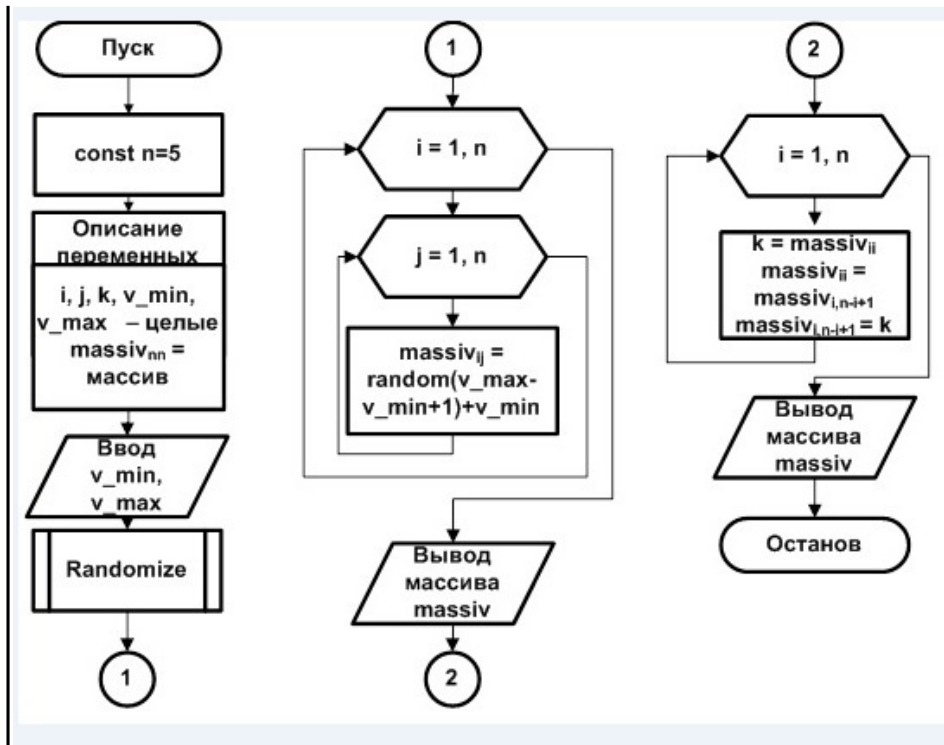 Пуск
const n=5
Описание
переменных
i, j, k, v_min,
v_max – целые
massivnn =
массив
Ввод
v_min,
v_max
Randomize
1
1
i = 1, n
j = 1, n
massivij =
random(v_max-
v_min+1)+v_min
Вывод
массива
massiv
2
2
i = 1, n
k = massivii
massivii =
massivi,n-i+1
massivi,n-i+1 = k
Вывод
массива
massiv
Останов